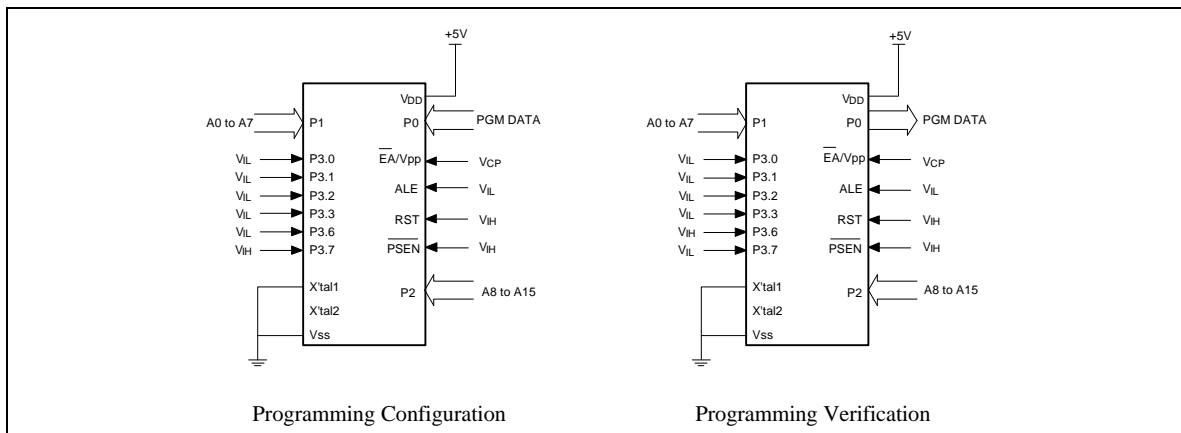 +5V
VDD
A0 to A7 P1 P0 PGM DATA
VIL P3.0 EA/Vpp VCP
VIL P3.1
VIL P3.2 ALE VIL
VIL P3.3 RST VIH
VIL P3.6
VIH P3.7 PSEN VIH
X'tal1 P2 A8 to A15
X'tal2
Vss
Programming Configuration
+5V
VDD
A0 to A7 P1 P0 PGM DATA
VIL P3.0 EA/Vpp VCP
VIL P3.1
VIL P3.2 ALE VIL
VIL P3.3 RST VIH
VIH P3.6
VIL P3.7 PSEN VIH
X'tal1 P2 A8 to A15
X'tal2
Vss
Programming Verification